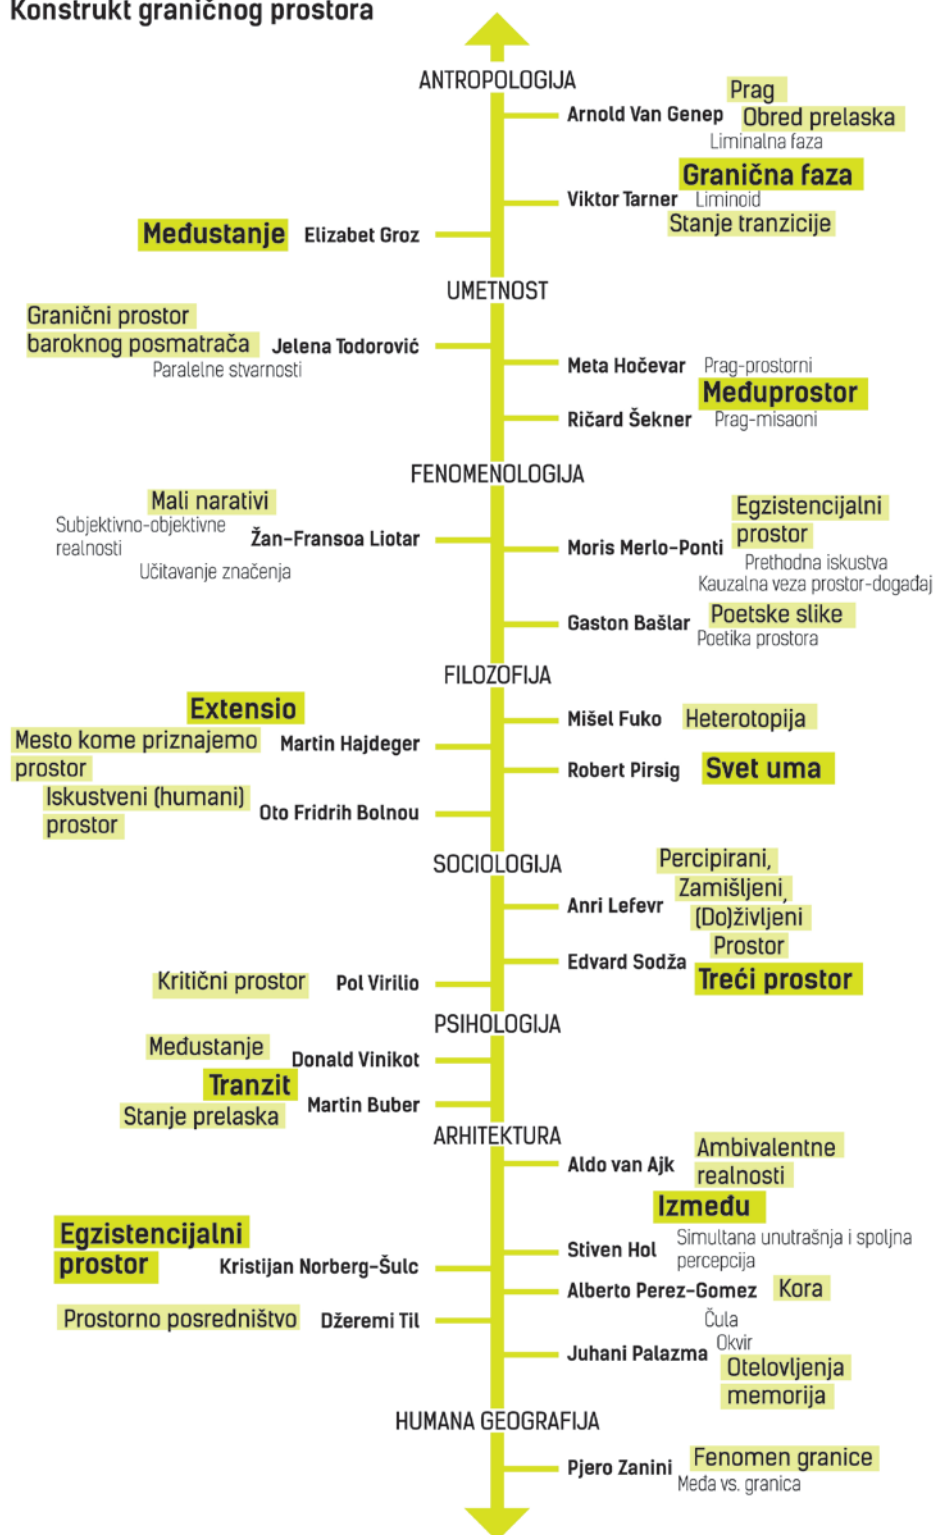 Konstrukt graničnog prostora
ANTROPOLOGIJA
Prag
Arnold Van Genep
Obred prelaska
Liminalna faza
Granična faza
Viktor Tarner
Liminoid
Stanje tranzicije
Međustanje
Elizabet Groz
UMETNOST
Granični prostor
baroknog posmatrača
Jelena Todorović
Paralelne stvarnosti
Meta Hočevar
Prag-prostorni
Međuprostor
Ričard Šekner
Prag-misaoni
FENOMENOLOGIJA
Mali narativi
Subjektivno-objektivne
realnosti
Žan-Fransoa Liotar
Učitavanje značenja
Egzistencijalni
prostor
Moris Merlo-Ponti
Prethodna iskustva
Kauzalna veza prostor-događaj
Gaston Bašlar
Poetske slike
Poetika prostora
FILOZOFIJA
Extensio
Mesto kome priznajemo
prostor
Martin Hajdeger
Mišel Fuko
Heterotopija
Robert Pirsig
Svet uma
Iskustveni (humani)
prostor
Oto Fridrih Bolnou
SOCIOLOGIJA
Percipirani,
Zamišljeni,
(Do)življeni
Prostor
Anri Lefevr
Edvard Sodža
Treći prostor
Kritični prostor
Pol Virilio
PSIHOLOGIJA
Međustanje
Donald Vinikot
Tranzit
Stanje prelaska
Martin Buber
ARHITEKTURA
Aldo van Ajk
Ambivalentne
realnosti
Između
Stiven Hol
Simultana unutrašnja i spoljna
percepcija
Egzistencijalni
prostor
Kristijan Norberg-Šulc
Alberto Perez-Gomez
Kora
Prostorno posredništvo
Džeremi Til
Čula
Okvir
Juhani Palazma
Otelovljenja
memorija
HUMANA GEOGRAFIJA
Pjero Zanini
Fenomen granice
Međa vs. granica